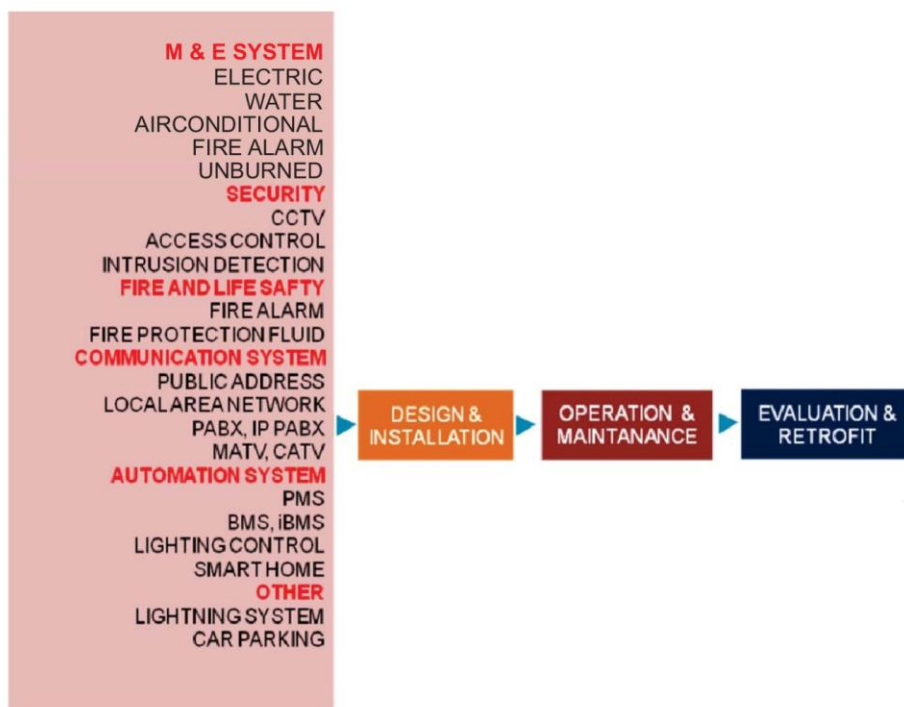 M & E SYSTEM
ELECTRIC
WATER
AIRCONDITIONAL
FIRE ALARM
UNBURNED
SECURITY
CCTV
ACCESS CONTROL
INTRUSION DETECTION
FIRE AND LIFE SAFTY
FIRE ALARM
FIRE PROTECTION FLUID
COMMUNICATION SYSTEM
PUBLIC ADDRESS
LOCAL AREA NETWORK
PABX, IP PABX
MATV, CATV
AUTOMATION SYSTEM
PMS
BMS, iBMS
LIGHTING CONTROL
SMART HOME
OTHER
LIGHTNING SYSTEM
CAR PARKING
DESIGN &
INSTALLATION
OPERATION &
MAINTANANCE
EVALUATION &
RETROFIT